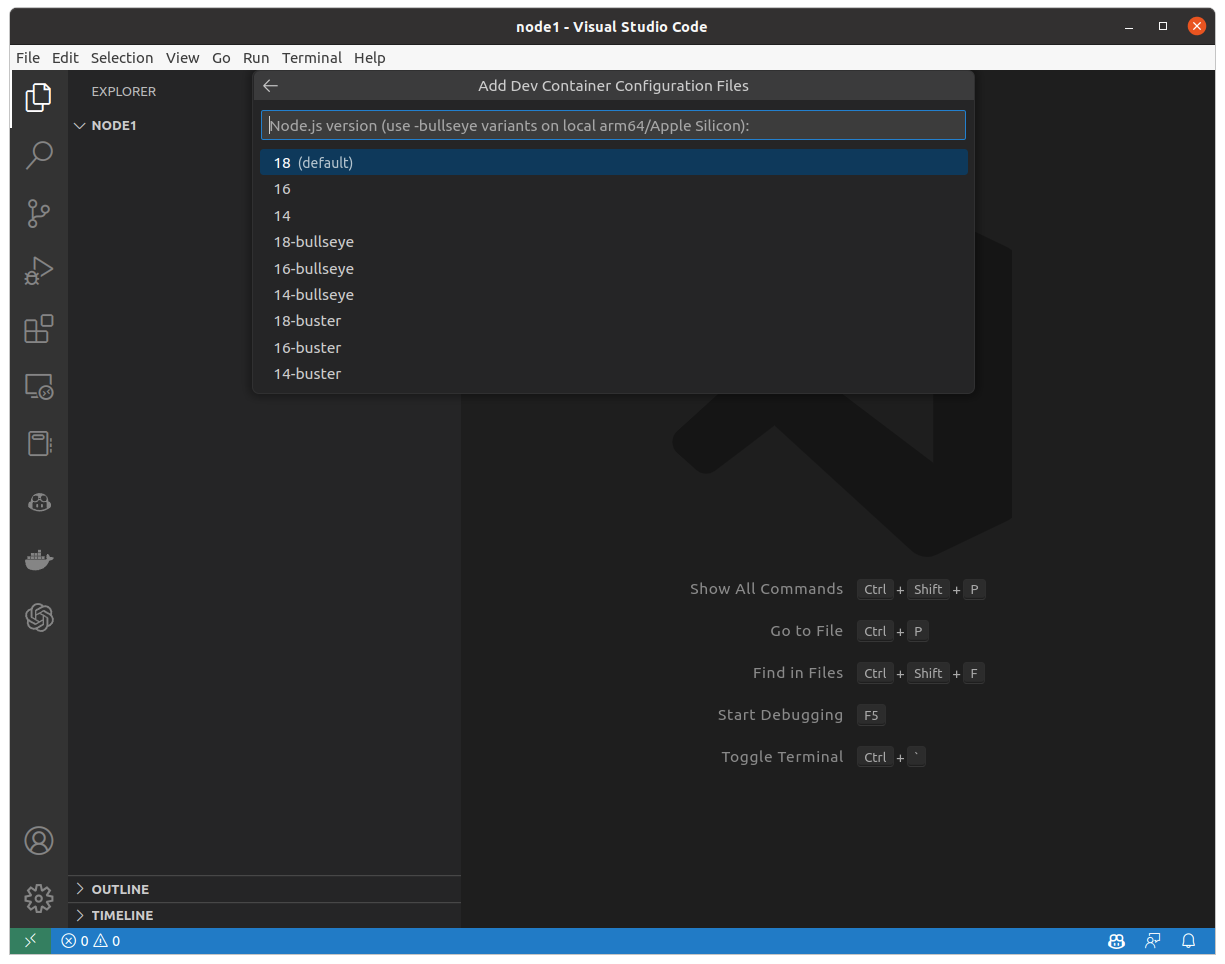 node1 - Visual Studio Code
File Edit Selection View Go Run Terminal Help
EXPLORER
NODE1
Add Dev Container Configuration Files
Node.js version (use -bullseye variants on local arm64/Apple Silicon):
18 (default)
16
14
18-bullseye
16-bullseye
14-bullseye
18-buster
16-buster
14-buster
Show All Commands Ctrl + Shift + P
Go to File Ctrl + P
Find in Files Ctrl + Shift + F
Start Debugging F5
Toggle Terminal Ctrl + `
OUTLINE
TIMELINE
0 0